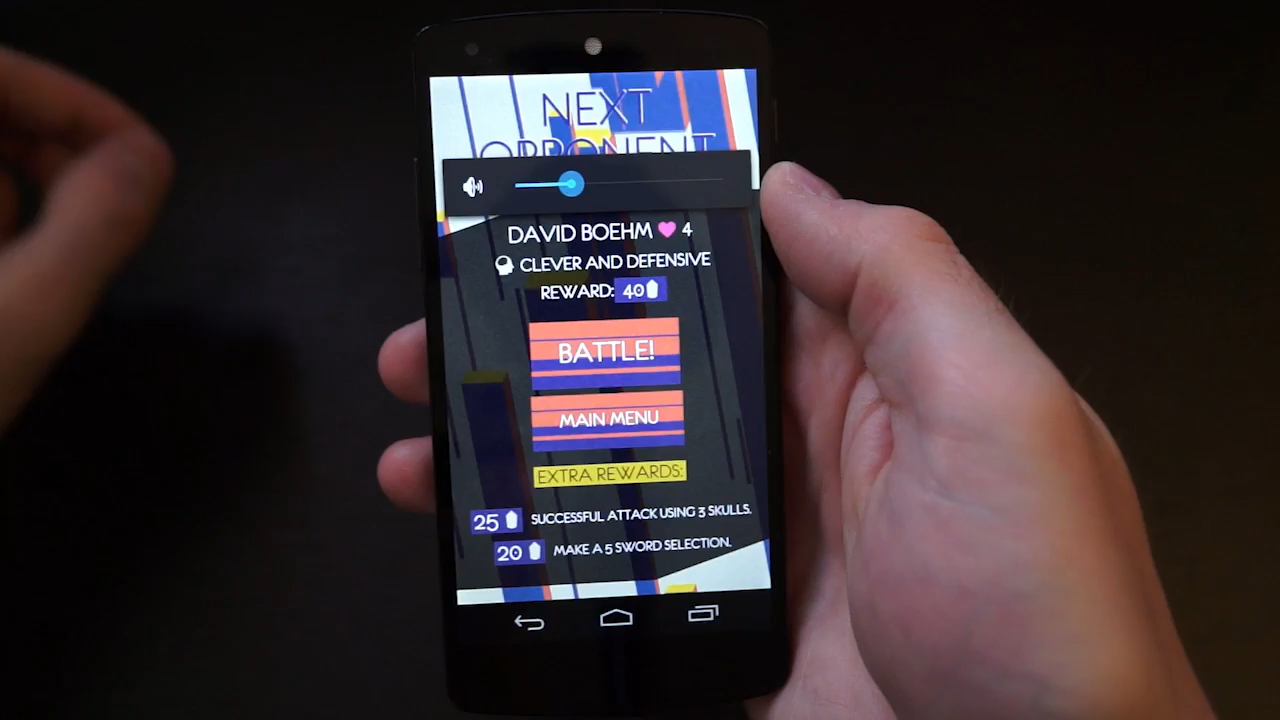 NEXT
OPPONENT
DAVID BOEHM 4
CLEVER AND DEFENSIVE
REWARD: 40
BATTLE!
MAIN MENU
EXTRA REWARDS:
25 SUCCESSFUL ATTACK USING 3 SKULLS.
20 MAKE A 5 SWORD SELECTION.